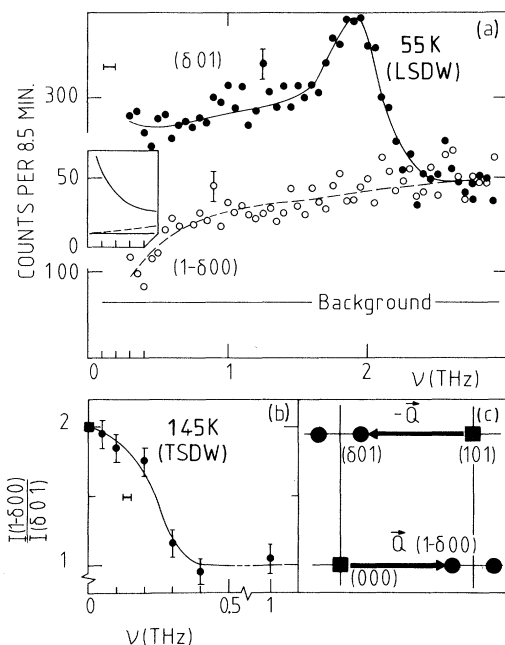 (a)
(δ01)
55K
(LSDW)
COUNTS PER 8.5 MIN.
300
50
0
100
(1-δ00)
Background
1
2
ν(THz)
(b)
145K
(TSDW)
I(1-δ00)
I(δ01)
2
1
0
0.5
1
ν(THz)
(c)
-Q⃗
(δ01)
(101)
Q⃗
(1-δ00)
(000)